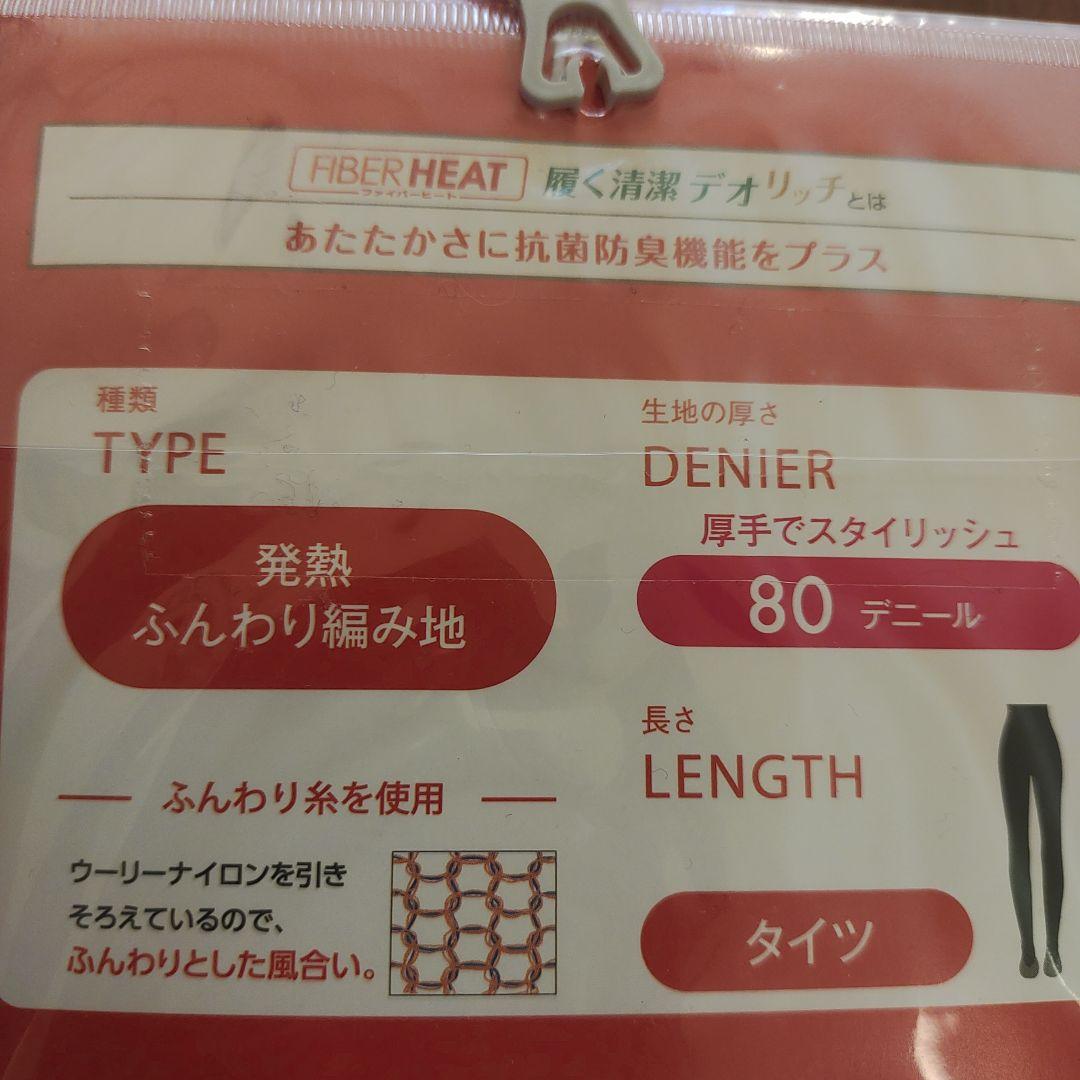 FIBER HEAT 履く清潔 デオリッチとは
ファイバーヒート
あたたかさに抗菌防臭機能をプラス
種類
TYPE
発熱
ふんわり編み地
ふんわり糸を使用
ウーリーナイロンを引き
そろえているので、
ふんわりとした風合い。
生地の厚さ
DENIER
厚手でスタイリッシュ
80 デニール
長さ
LENGTH
タイツ